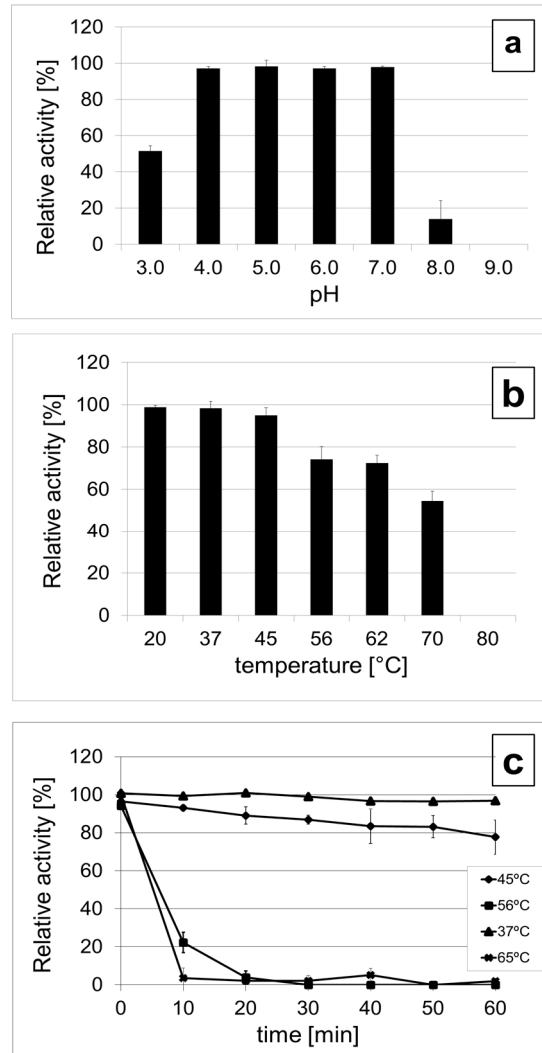 a
Relative activity [%]
120
100
80
60
40
20
0
3.0 4.0 5.0 6.0 7.0 8.0 9.0
pH
b
Relative activity [%]
120
100
80
60
40
20
0
20 37 45 56 62 70 80
temperature [°C]
c
Relative activity [%]
120
100
80
60
40
20
0
45ºC
56ºC
37ºC
65ºC
0 10 20 30 40 50 60
time [min]